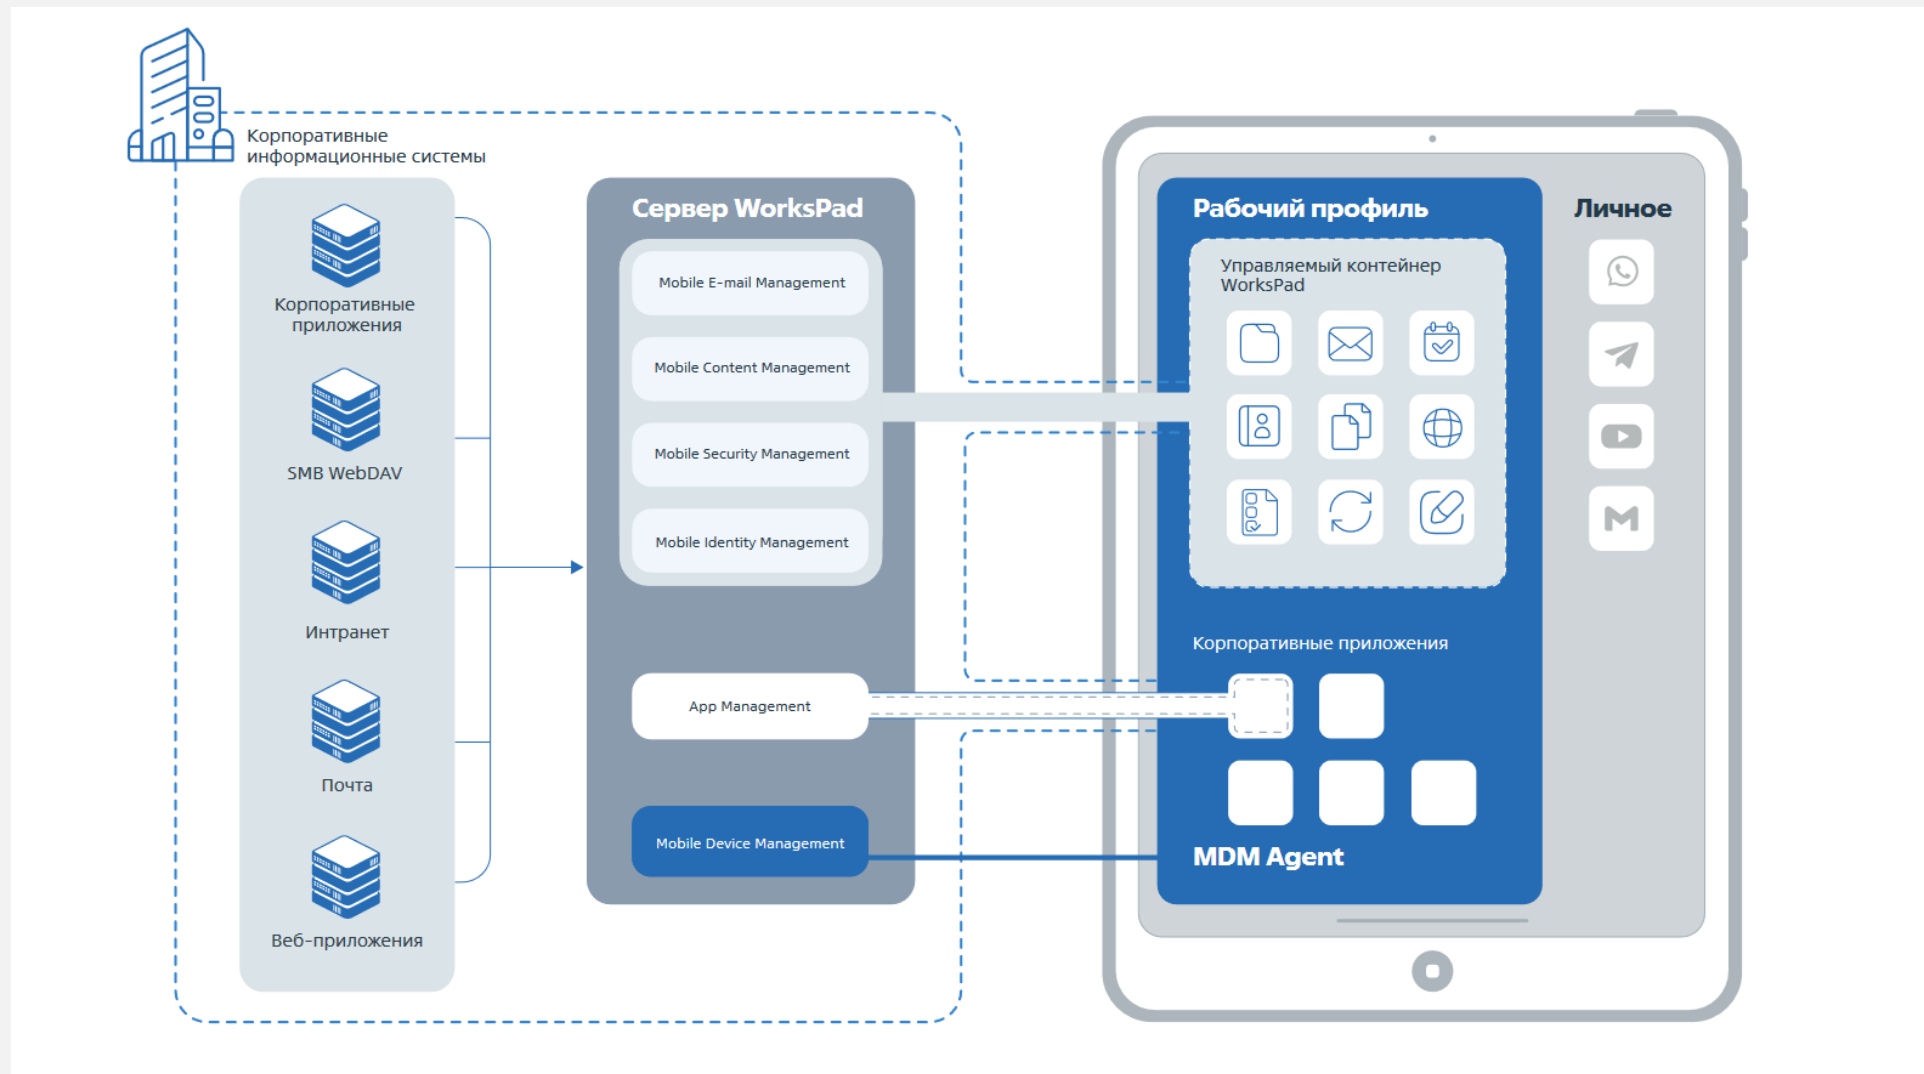 Корпоративные
информационные системы
Корпоративные
приложения
SMB WebDAV
Интранет
Почта
Веб-приложения
Сервер WorksPad
Mobile E-mail Management
Mobile Content Management
Mobile Security Management
Mobile Identity Management
App Management
Mobile Device Management
Рабочий профиль
Управляемый контейнер
WorksPad
Корпоративные приложения
MDM Agent
Личное